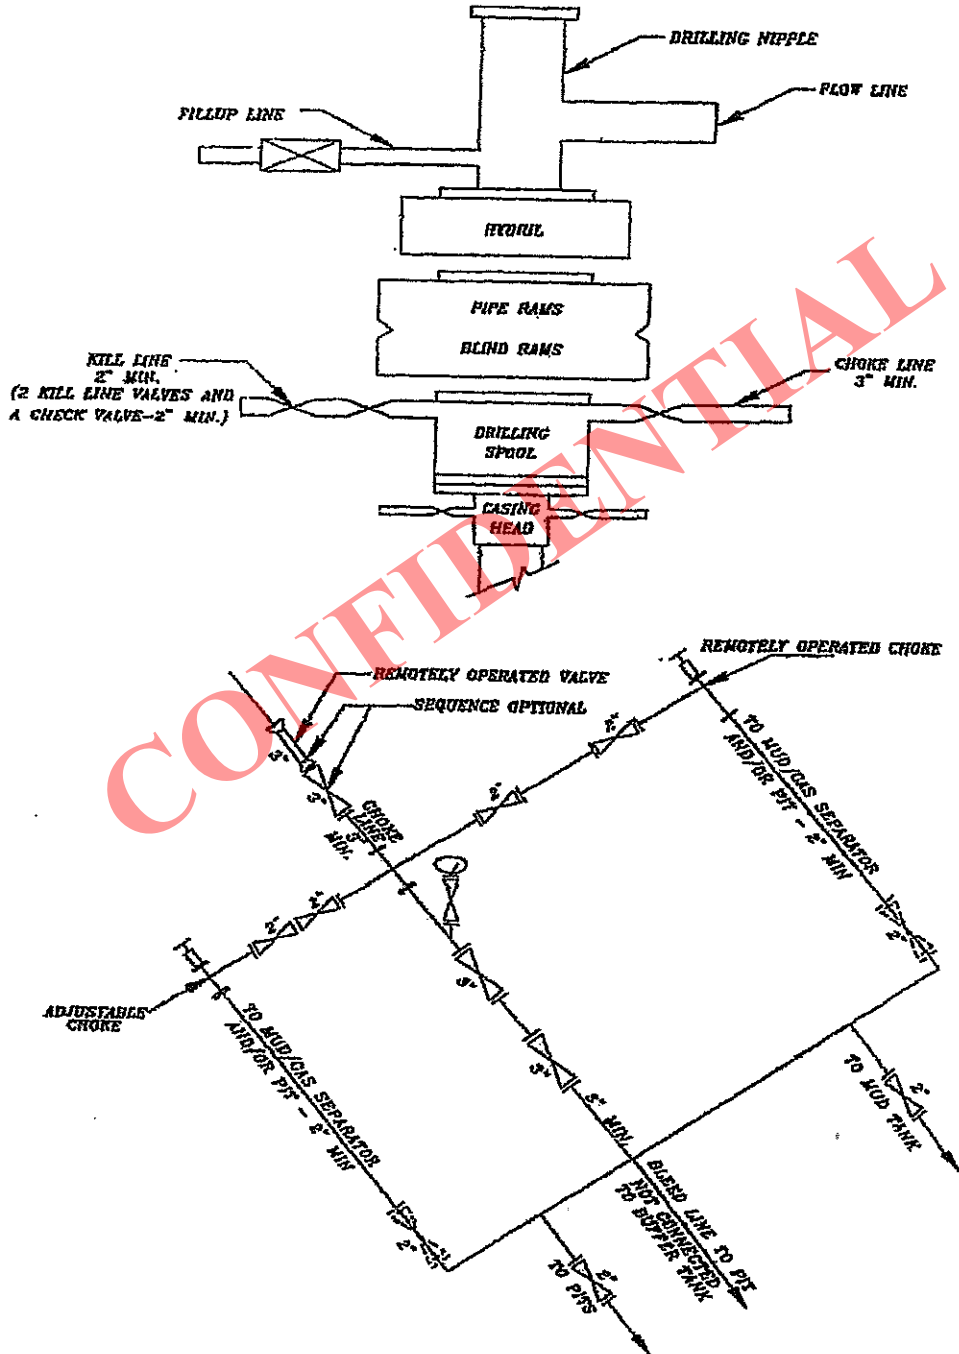 DRILLING NIPPLE
FLOW LINE
FILLUP LINE
HYDRIL
PIPE RAMS
BLIND RAMS
KILL LINE
2" MIN.
(2 KILL LINE VALVES AND
A CHECK VALVE-2" MIN.)
CHOKE LINE
3" MIN.
DRILLING
SPOOL
CASING
HEAD
CONFIDENTIAL
REMOTELY OPERATED CHOKE
REMOTELY OPERATED VALVE
SEQUENCE OPTIONAL
3"
3"
CHOKE
LINE
3"
MIN.
2"
2"
TO MUD/GAS SEPARATOR
AND/OR PIT - 2" MIN
2"
2"
2"
ADJUSTABLE
CHOKE
TO MUD/GAS SEPARATOR
AND/OR PIT - 2" MIN
2"
3"
3"
3" MIN.
BLEED LINE TO PIT
NOT CONNECTED
TO BUFFER TANK
2"
TO MUD TANK
2"
TO PITS